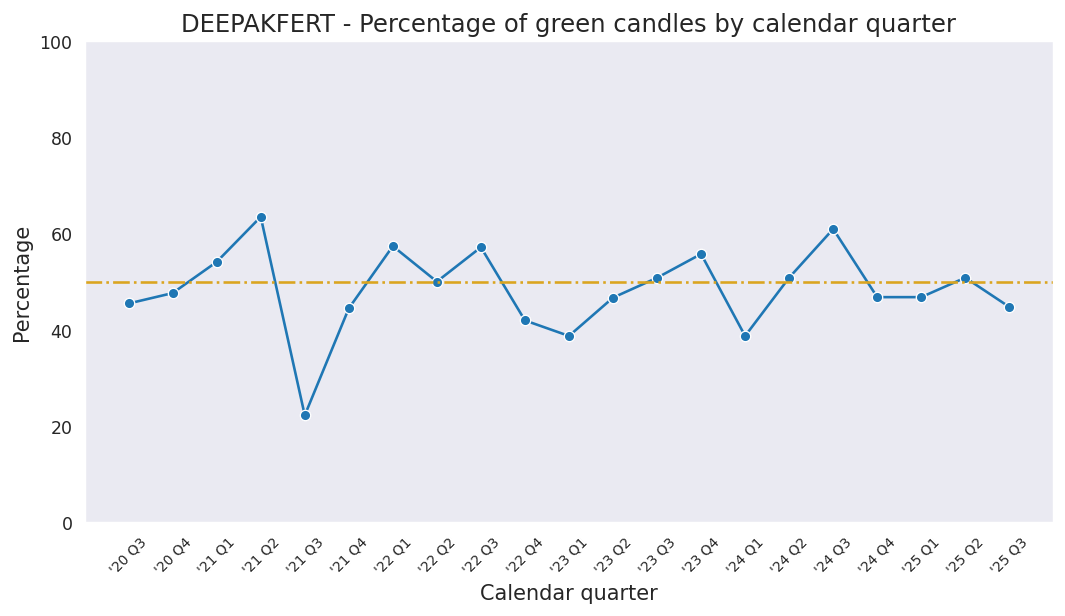 DEEPAKFERT - Percentage of green candles by calendar quarter
Percentage
100
80
60
40
20
0
'20 Q3
'20 Q4
'21 Q1
'21 Q2
'21 Q3
'21 Q4
'22 Q1
'22 Q2
'22 Q3
'22 Q4
'23 Q1
'23 Q2
'23 Q3
'23 Q4
'24 Q1
'24 Q2
'24 Q3
'24 Q4
'25 Q1
'25 Q2
'25 Q3
Calendar quarter